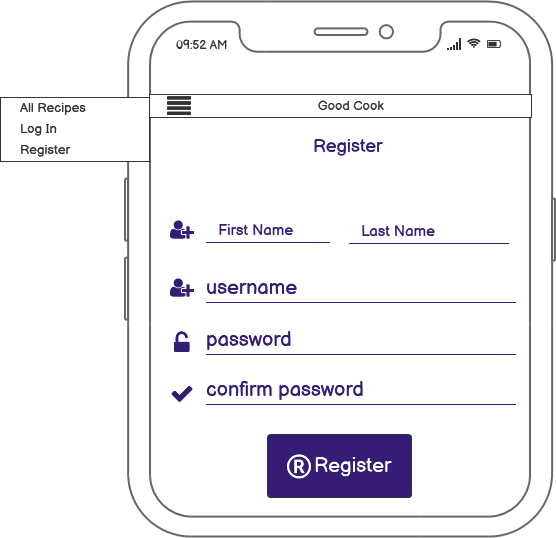 09:52 AM
All Recipes
Log In
Register
Good Cook
Register
First Name Last Name
username
password
confirm password
® Register